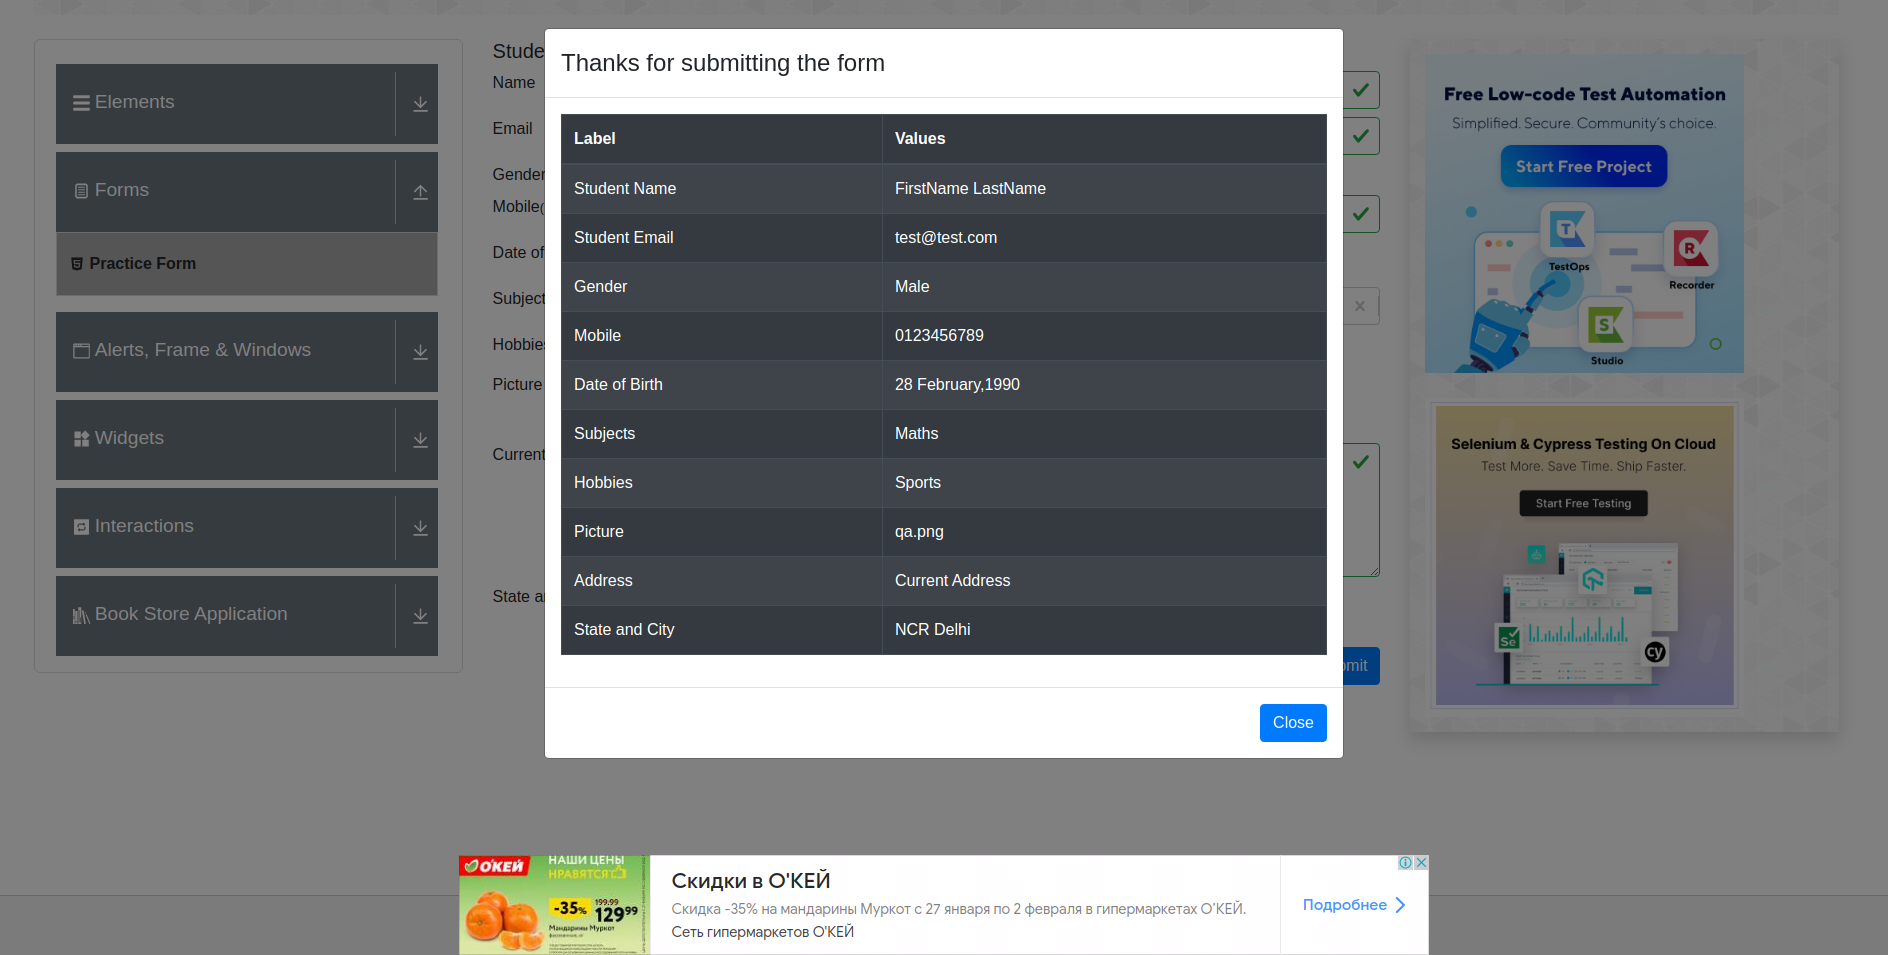 Elements
Forms
Practice Form
Alerts, Frame & Windows
Widgets
Interactions
Book Store Application
Name
Email
Mobile
Date of
Picture
Current
Thanks for submitting the form
Label Values
Student Name FirstName LastName
Student Email test@test.com
Gender Male
Mobile 0123456789
Date of Birth 28 February,1990
Subjects Maths
Hobbies Sports
Picture qa.png
Address Current Address
State and City NCR Delhi
Close
Free Low-code Test Automation
Simplified. Secure. Community's choice.
Start Free Project
T
TestOps
R
Recorder
S
Studio
Selenium & Cypress Testing On Cloud
Test More. Save Time. Ship Faster.
Start Free Testing
Se
cy
О'КЕЙ
НАШИ ЦЕНЫ
НРАВЯТСЯ
-35%
199.99
129 99
Мандарины Муркот
Скидки в О'КЕЙ
Скидка -35% на мандарины Муркот с 27 января по 2 февраля в гипермаркетах О'КЕЙ.
Сеть гипермаркетов О'КЕЙ
Подробнее